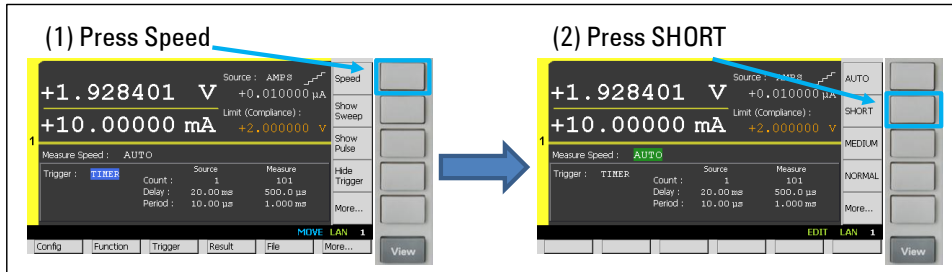 (1) Press Speed
Source : AMPS
Speed
+1.928401 V
+0.010000 µA
Limit (Compliance) :
Show Sweep
+10.00000 mA
+2.000000 V
Show Pulse
1
Measure Speed : AUTO
Trigger : TIMER
Source Measure
Hide Trigger
Count : 1 101
Delay : 20.00 ms 500.0 µs
Period : 10.00 µs 1.000 ms
More...
MOVE LAN 1
Config Function Trigger Result File More...
View
(2) Press SHORT
Source : AMPS
AUTO
+1.928401 V
+0.010000 µA
Limit (Compliance) :
SHORT
+10.00000 mA
+2.000000 V
MEDIUM
1
Measure Speed : AUTO
Trigger : TIMER
Source Measure
NORMAL
Count : 1 101
Delay : 20.00 ms 500.0 µs
Period : 10.00 µs 1.000 ms
More...
EDIT LAN 1
View